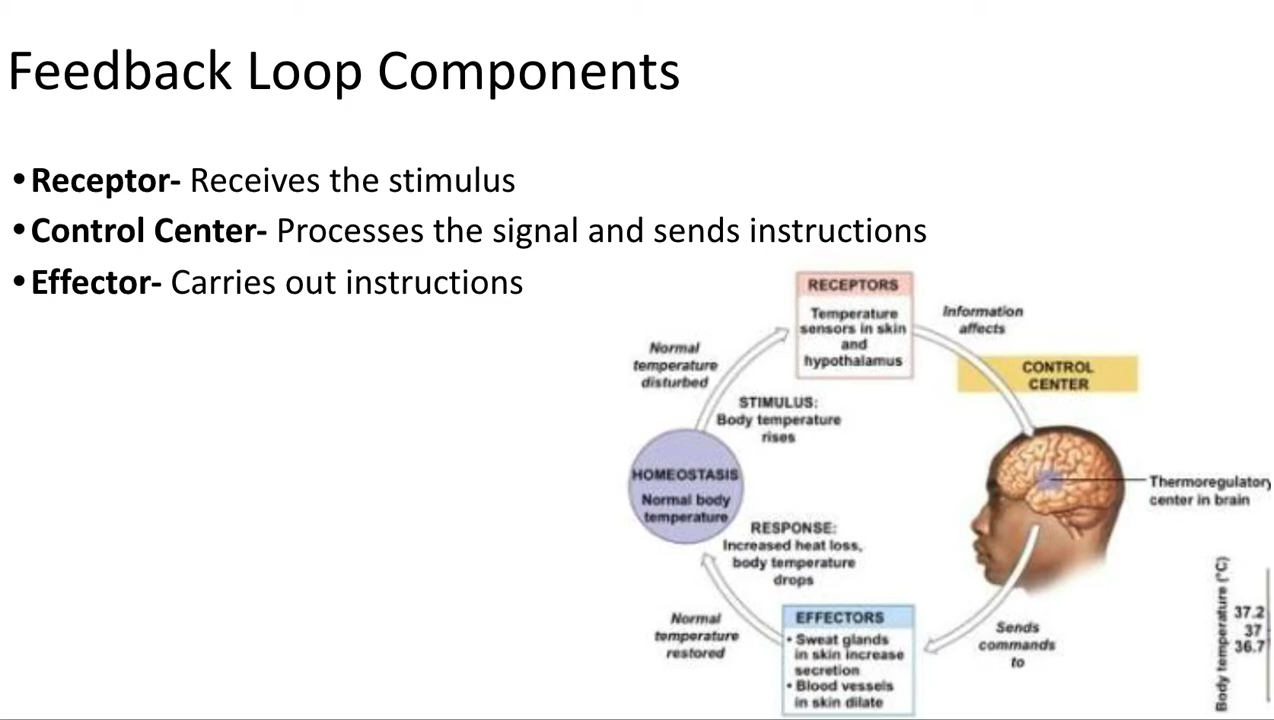 Feedback Loop Components
•Receptor- Receives the stimulus
•Control Center- Processes the signal and sends instructions
•Effector- Carries out instructions
RECEPTORS
Temperature
sensors in skin
and
hypothalamus
Information
affects
CONTROL
CENTER
Normal
temperature
disturbed
STIMULUS:
Body temperature
rises
HOMEOSTASIS
Normal body
temperature
Thermoregulatory
center in brain
RESPONSE:
Increased heat loss,
body temperature
drops
Normal
temperature
restored
EFFECTORS
• Sweat glands
in skin increase
secretion
• Blood vessels
in skin dilate
Sends
commands
to
Body temperature (°C)
37.2
37
36.7